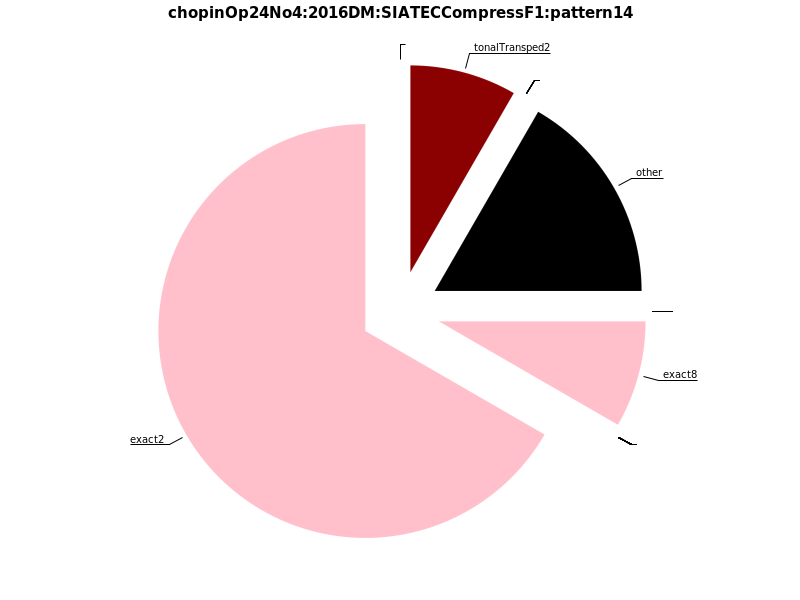 chopinOp24No4:2016DM:SIATECCompressF1:pattern14
tonalTransped2
other
exact8
exact2